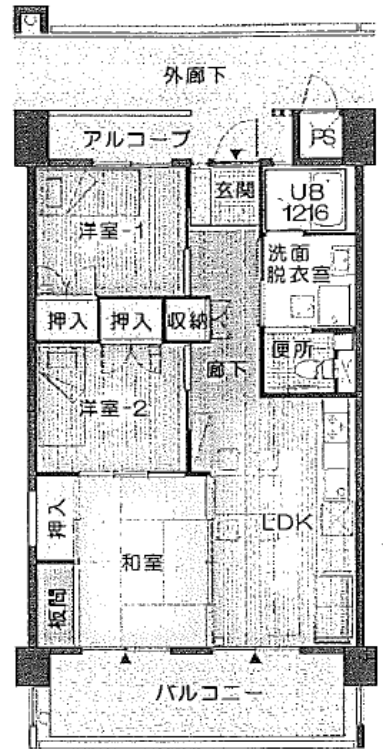 外廊下
アルコーブ
PS
玄関
UB
1216
洋室-1
洗面
脱衣室
押入
押入
収納
便所
廊下
洋室-2
LDK
押入
和室
板間
バルコニー